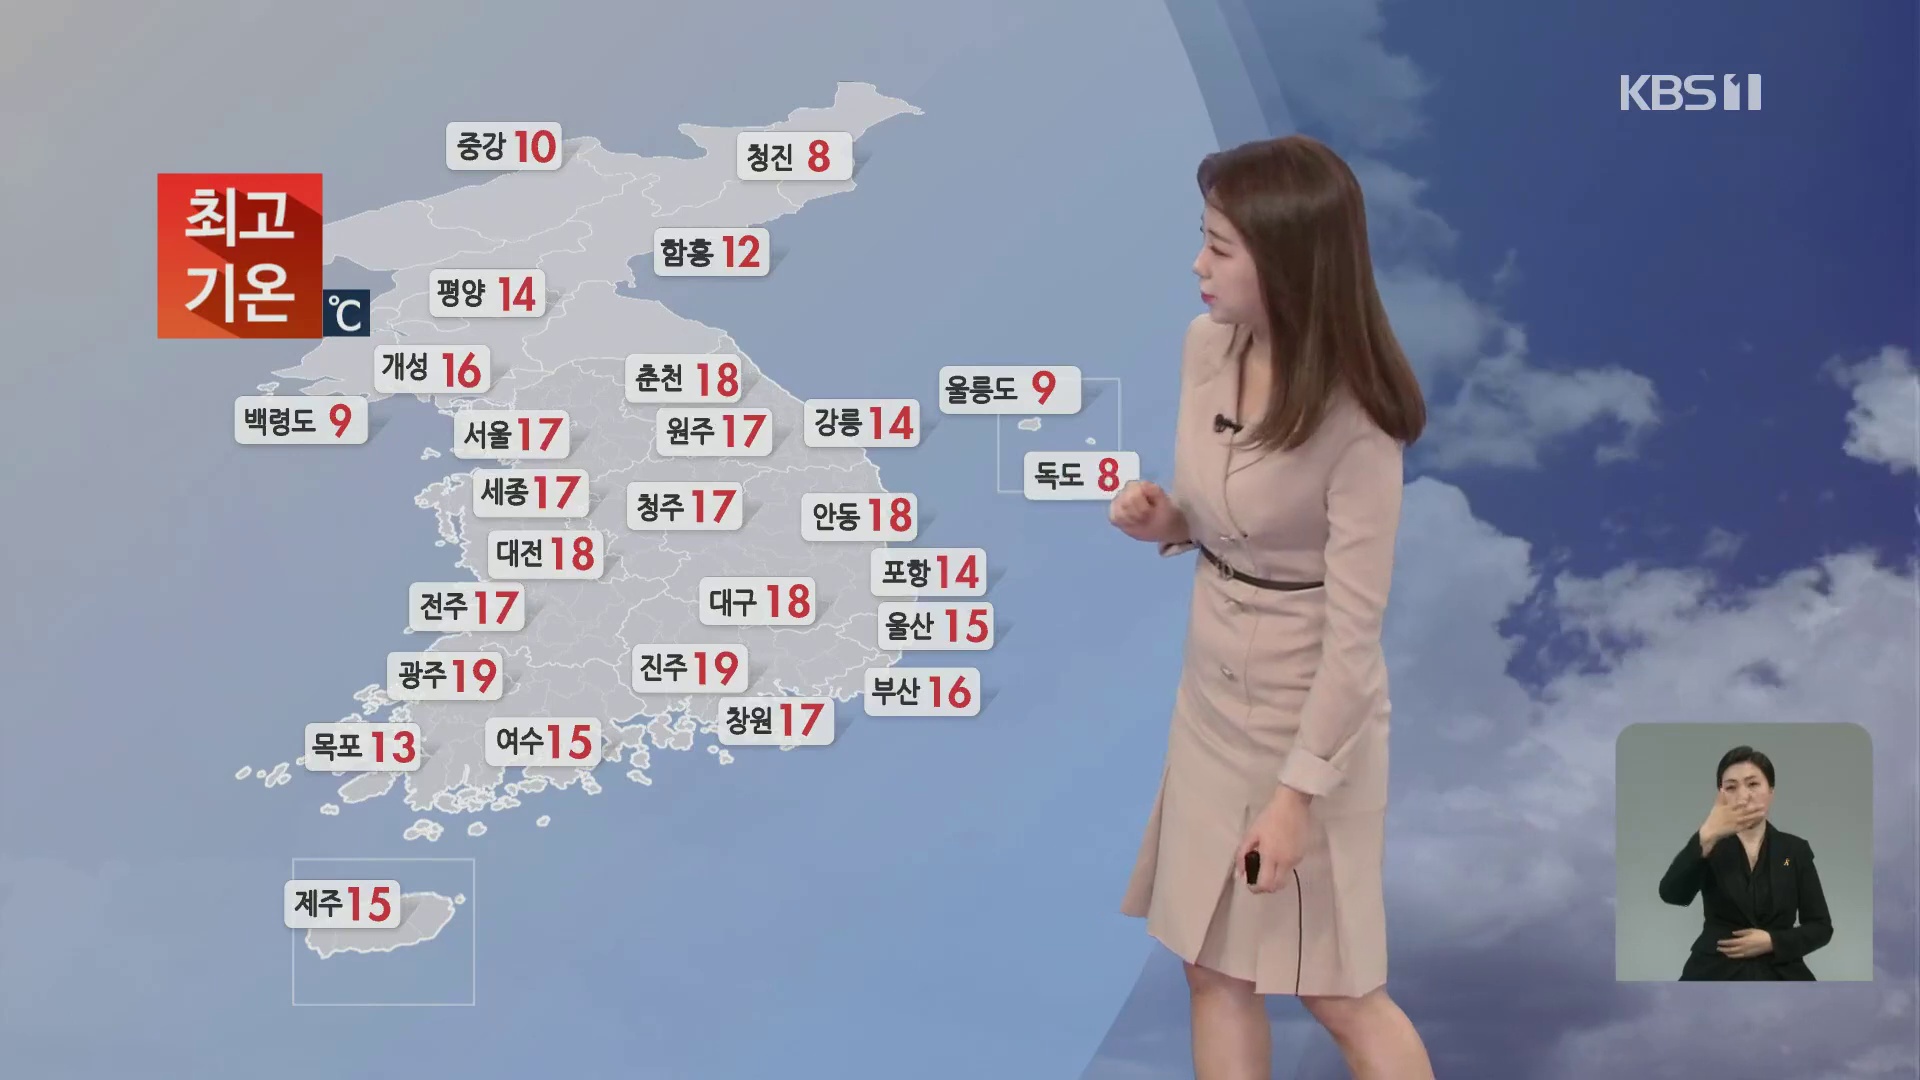 KBS 1
최고
기온
℃
중강 10
청진 8
함흥 12
평양 14
개성 16
춘천 18
백령도 9
서울 17
원주 17
강릉 14
울릉도 9
독도 8
세종 17
청주 17
안동 18
대전 18
포항 14
전주 17
대구 18
울산 15
광주 19
진주 19
부산 16
목포 13
여수 15
창원 17
제주 15